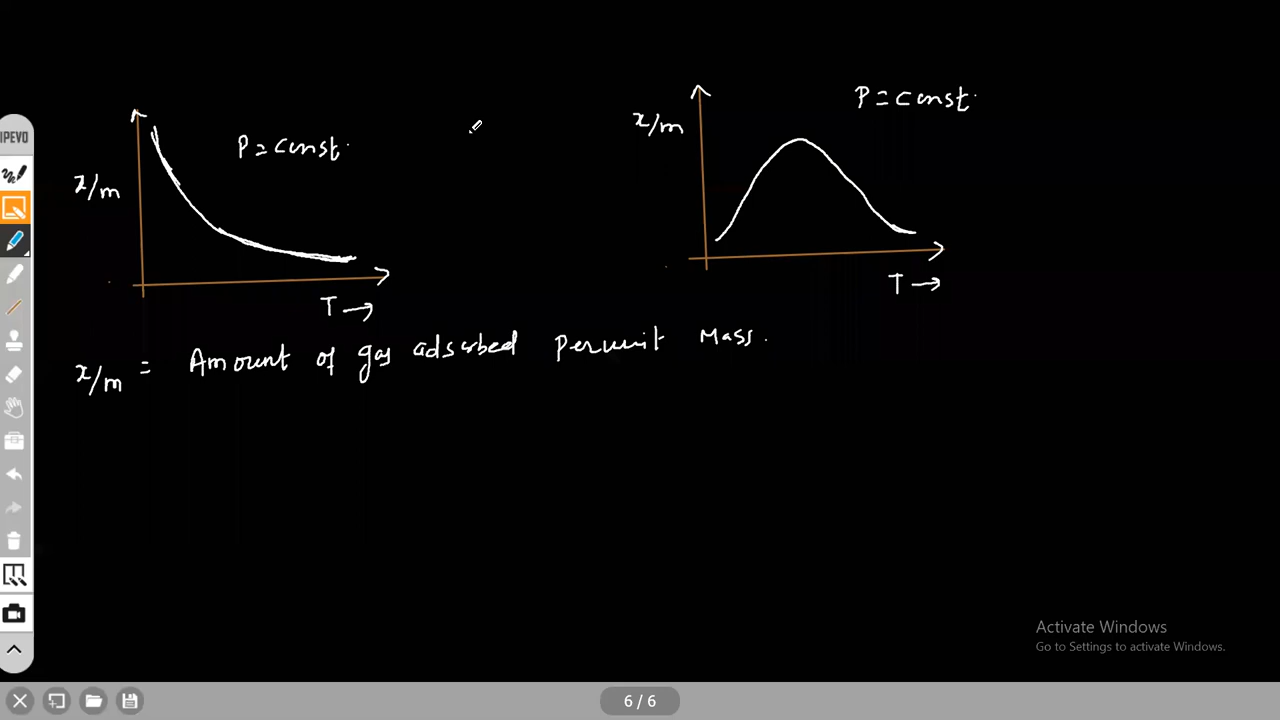 IPEVO
P = const.
x/m
T →
P = const.
x/m
T →
x/m = Amount of gas adsorbed per unit Mass.
Activate Windows
Go to Settings to activate Windows.
6 / 6